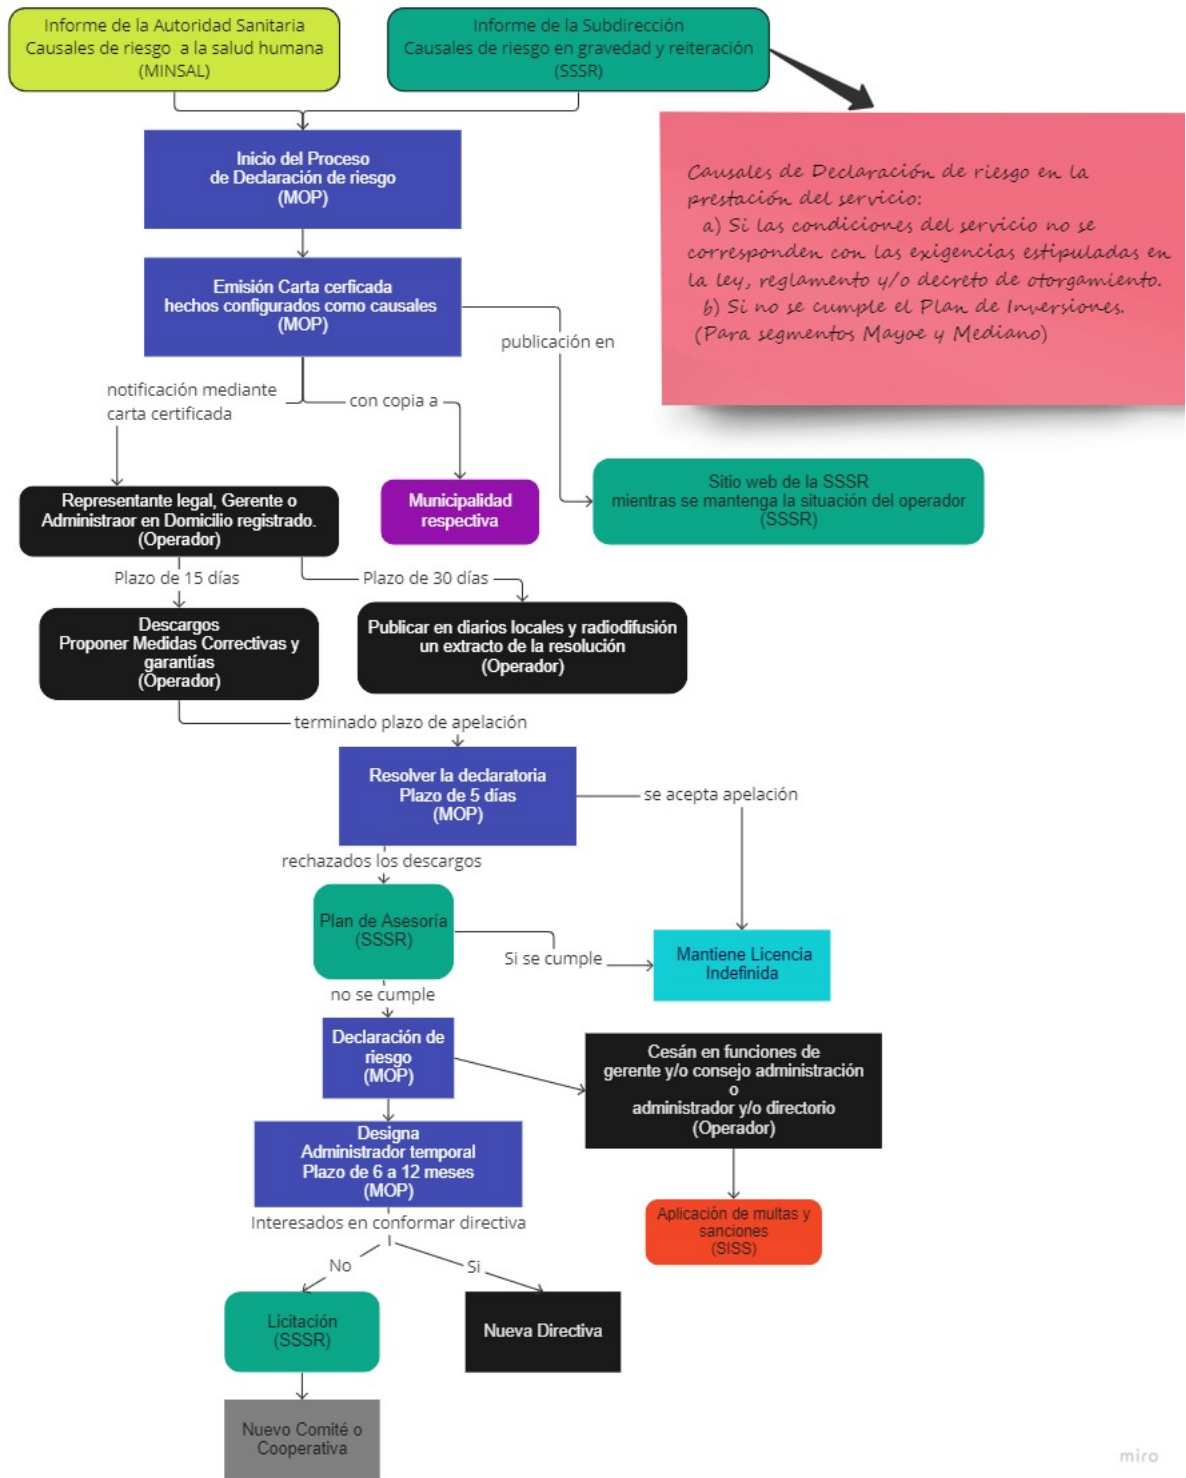 Informe de la Autoridad Sanitaria
Causales de riesgo a la salud humana
(MINSAL)
Informe de la Subdirección
Causales de riesgo en gravedad y reiteración
(SSSR)
Inicio del Proceso
de Declaración de riesgo
(MOP)
Causales de Declaración de riesgo en la
prestación del servicio:
a) Si las condiciones del servicio no se
corresponden con las exigencias estipuladas en
la ley, reglamento y/o decreto de otorgamiento.
b) Si no se cumple el Plan de Inversiones.
(Para segmentos Mayoe y Mediano)
Emisión Carta cerficada
hechos configurados como causales
(MOP)
publicación en
notificación mediante
carta certificada
con copia a
Representante legal, Gerente o
Administraor en Domicilio registrado.
(Operador)
Municipalidad
respectiva
Sitio web de la SSSR
mientras se mantenga la situación del operador
(SSSR)
Plazo de 15 días
Plazo de 30 días
Descargos
Proponer Medidas Correctivas y
garantías
(Operador)
Publicar en diarios locales y radiodifusión
un extracto de la resolución
(Operador)
terminado plazo de apelación
Resolver la declaratoria
Plazo de 5 días
(MOP)
se acepta apelación
rechazados los descargos
Plan de Asesoría
(SSSR)
Si se cumple
Mantiene Licencia
Indefinida
no se cumple
Declaración de
riesgo
(MOP)
Cesán en funciones de
gerente y/o consejo administración
o
administrador y/o directorio
(Operador)
Designa
Administrador temporal
Plazo de 6 a 12 meses
(MOP)
Aplicación de multas y
sanciones
(SISS)
Interesados en conformar directiva
No
Si
Licitación
(SSSR)
Nueva Directiva
Nuevo Comité o
Cooperativa
miro